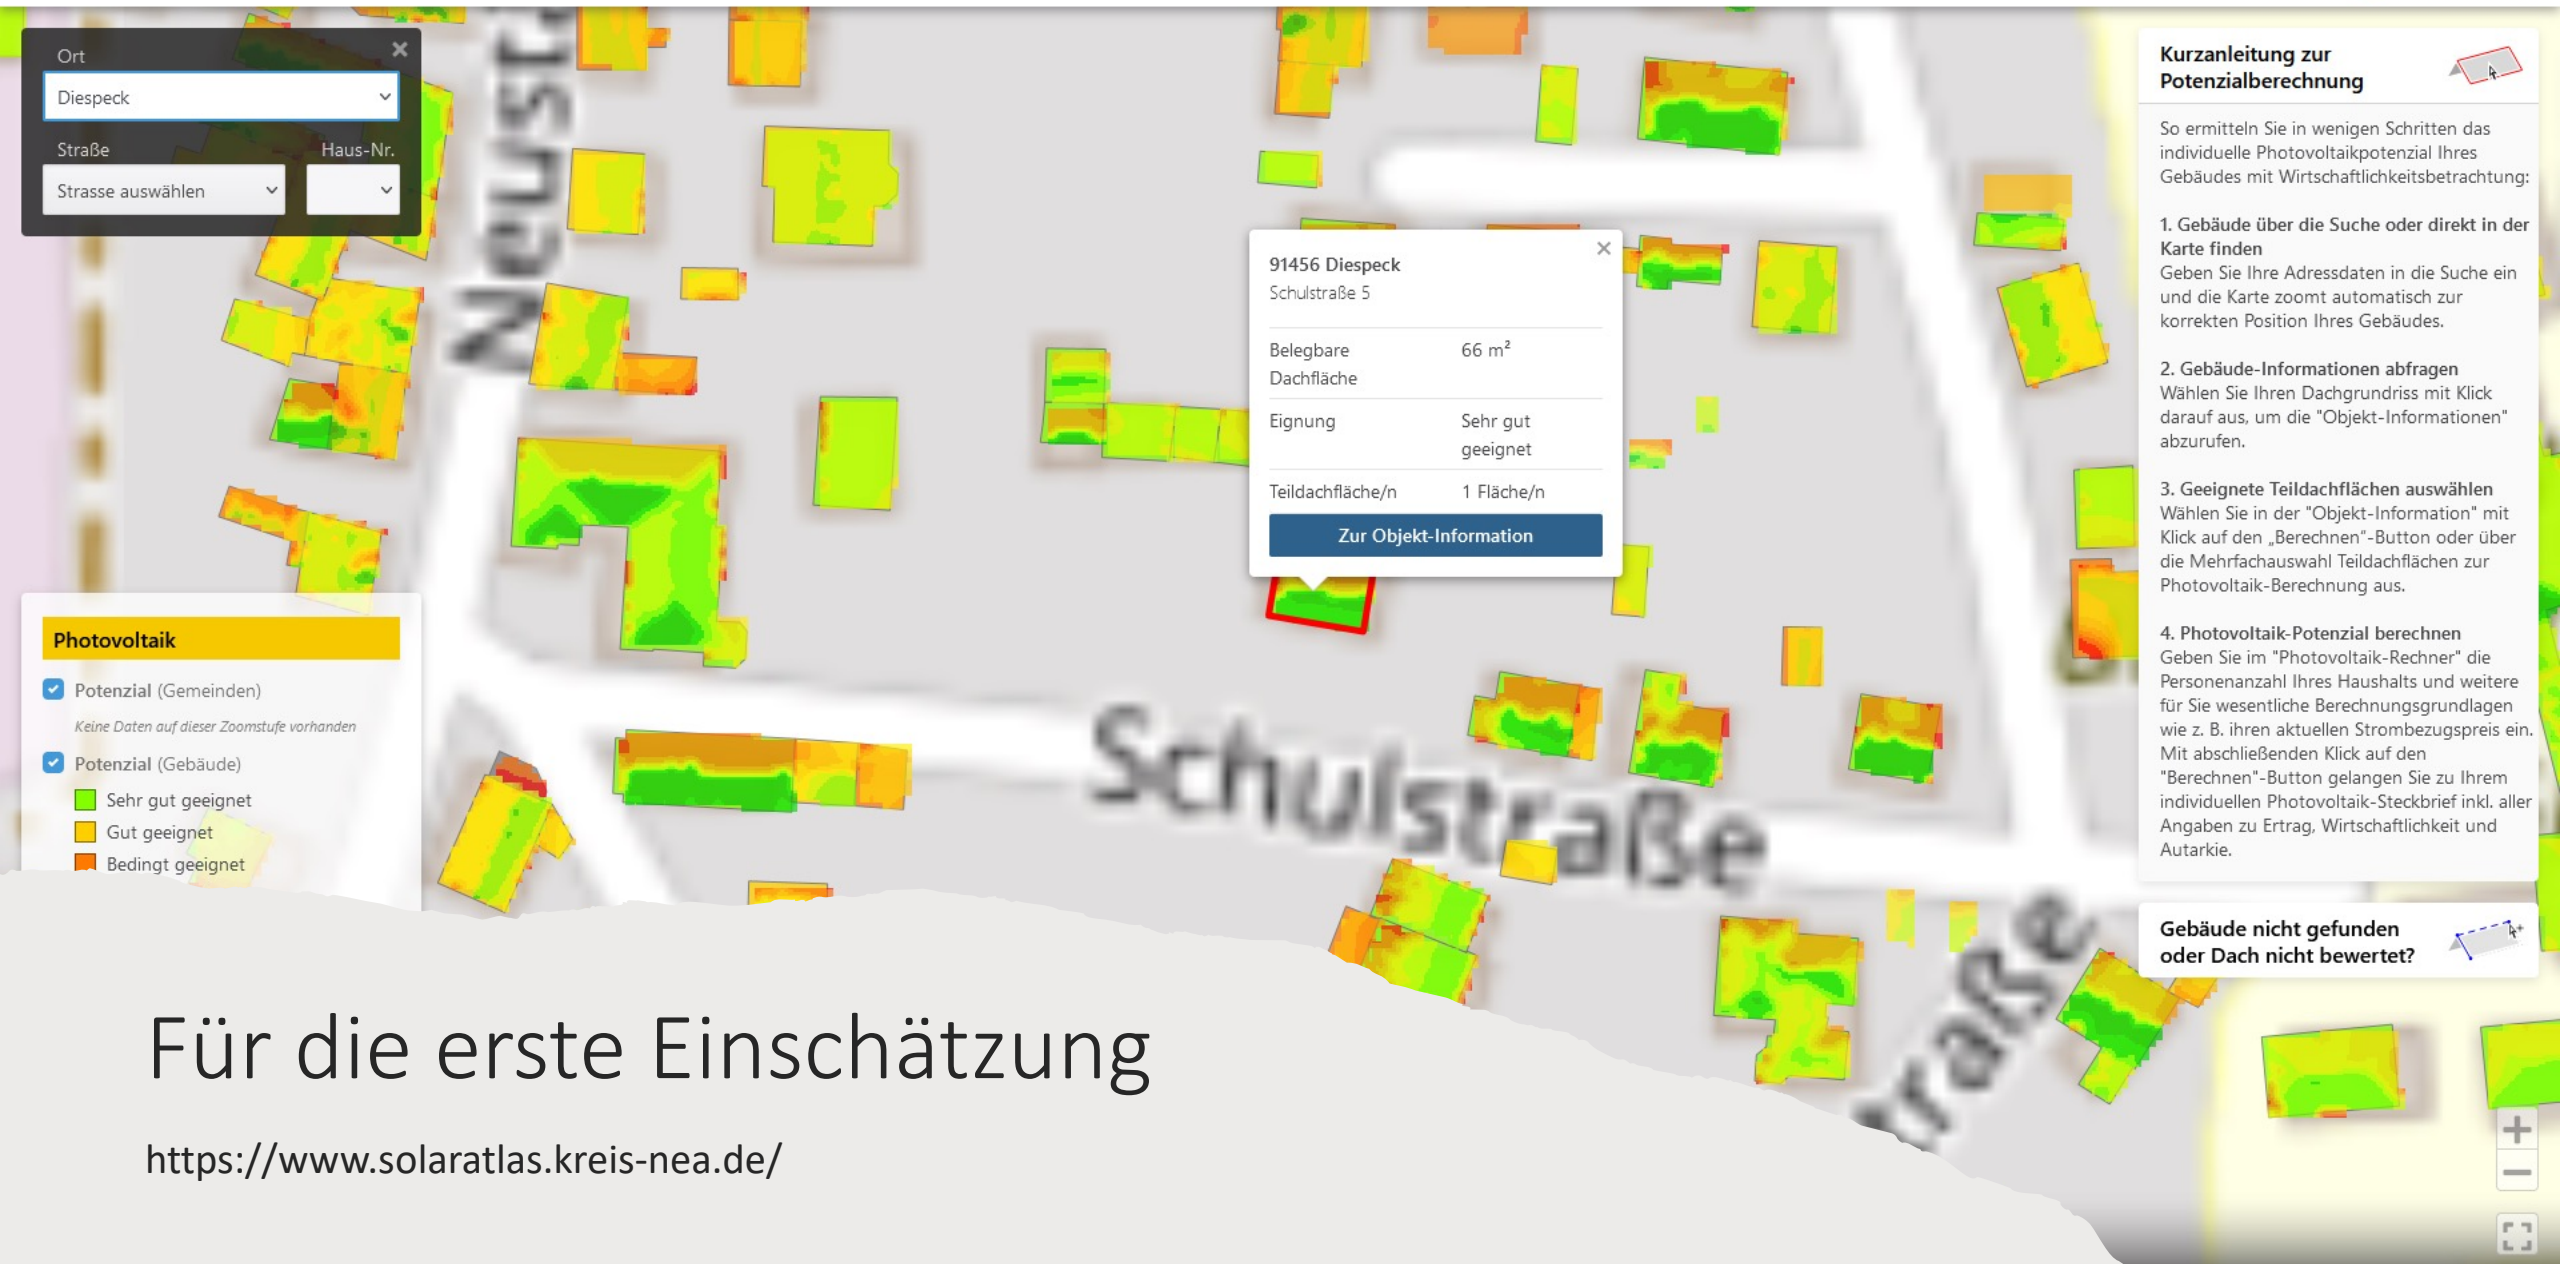 Ort
Diespeck
Straße Haus-Nr.
Strasse auswählen
Schulstraße
91456 Diespeck
Schulstraße 5
Belegbare Dachfläche 66 m²
Eignung Sehr gut geeignet
Teildachfläche/n 1 Fläche/n
Zur Objekt-Information
Photovoltaik
Potenzial (Gemeinden)
Keine Daten auf dieser Zoomstufe vorhanden
Potenzial (Gebäude)
Sehr gut geeignet
Gut geeignet
Bedingt geeignet
Kurzanleitung zur
Potenzialberechnung
So ermitteln Sie in wenigen Schritten das
individuelle Photovoltaikpotenzial Ihres
Gebäudes mit Wirtschaftlichkeitsbetrachtung:
1. Gebäude über die Suche oder direkt in der
Karte finden
Geben Sie Ihre Adressdaten in die Suche ein
und die Karte zoomt automatisch zur
korrekten Position Ihres Gebäudes.
2. Gebäude-Informationen abfragen
Wählen Sie Ihren Dachgrundriss mit Klick
darauf aus, um die "Objekt-Informationen"
abzurufen.
3. Geeignete Teildachflächen auswählen
Wählen Sie in der "Objekt-Information" mit
Klick auf den „Berechnen"-Button oder über
die Mehrfachauswahl Teildachflächen zur
Photovoltaik-Berechnung aus.
4. Photovoltaik-Potenzial berechnen
Geben Sie im "Photovoltaik-Rechner" die
Personenanzahl Ihres Haushalts und weitere
für Sie wesentliche Berechnungsgrundlagen
wie z. B. ihren aktuellen Strombezugspreis ein.
Mit abschließenden Klick auf den
"Berechnen"-Button gelangen Sie zu Ihrem
individuellen Photovoltaik-Steckbrief inkl. aller
Angaben zu Ertrag, Wirtschaftlichkeit und
Autarkie.
Gebäude nicht gefunden
oder Dach nicht bewertet?
Für die erste Einschätzung
https://www.solaratlas.kreis-nea.de/